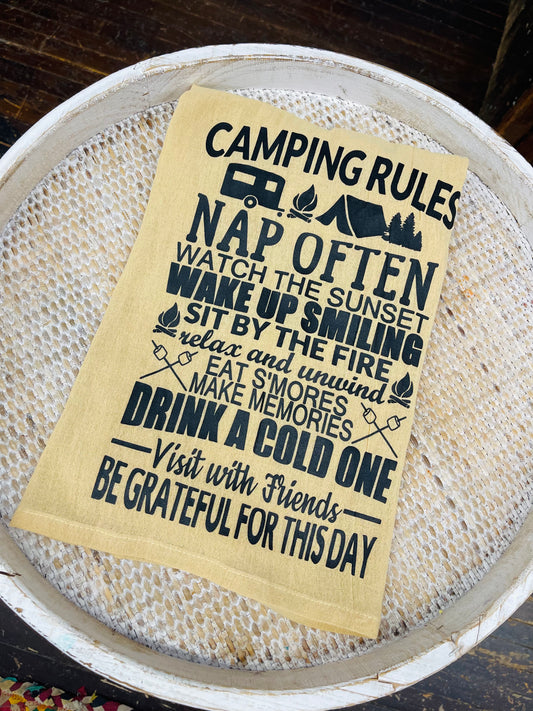 CAMPING RULES
NAP OFTEN
WATCH THE SUNSET
WAKE UP SMILING
SIT BY THE FIRE
relax and unwind
EAT S'MORES
MAKE MEMORIES
DRINK A COLD ONE
Visit with Friends
BE GRATEFUL FOR THIS DAY